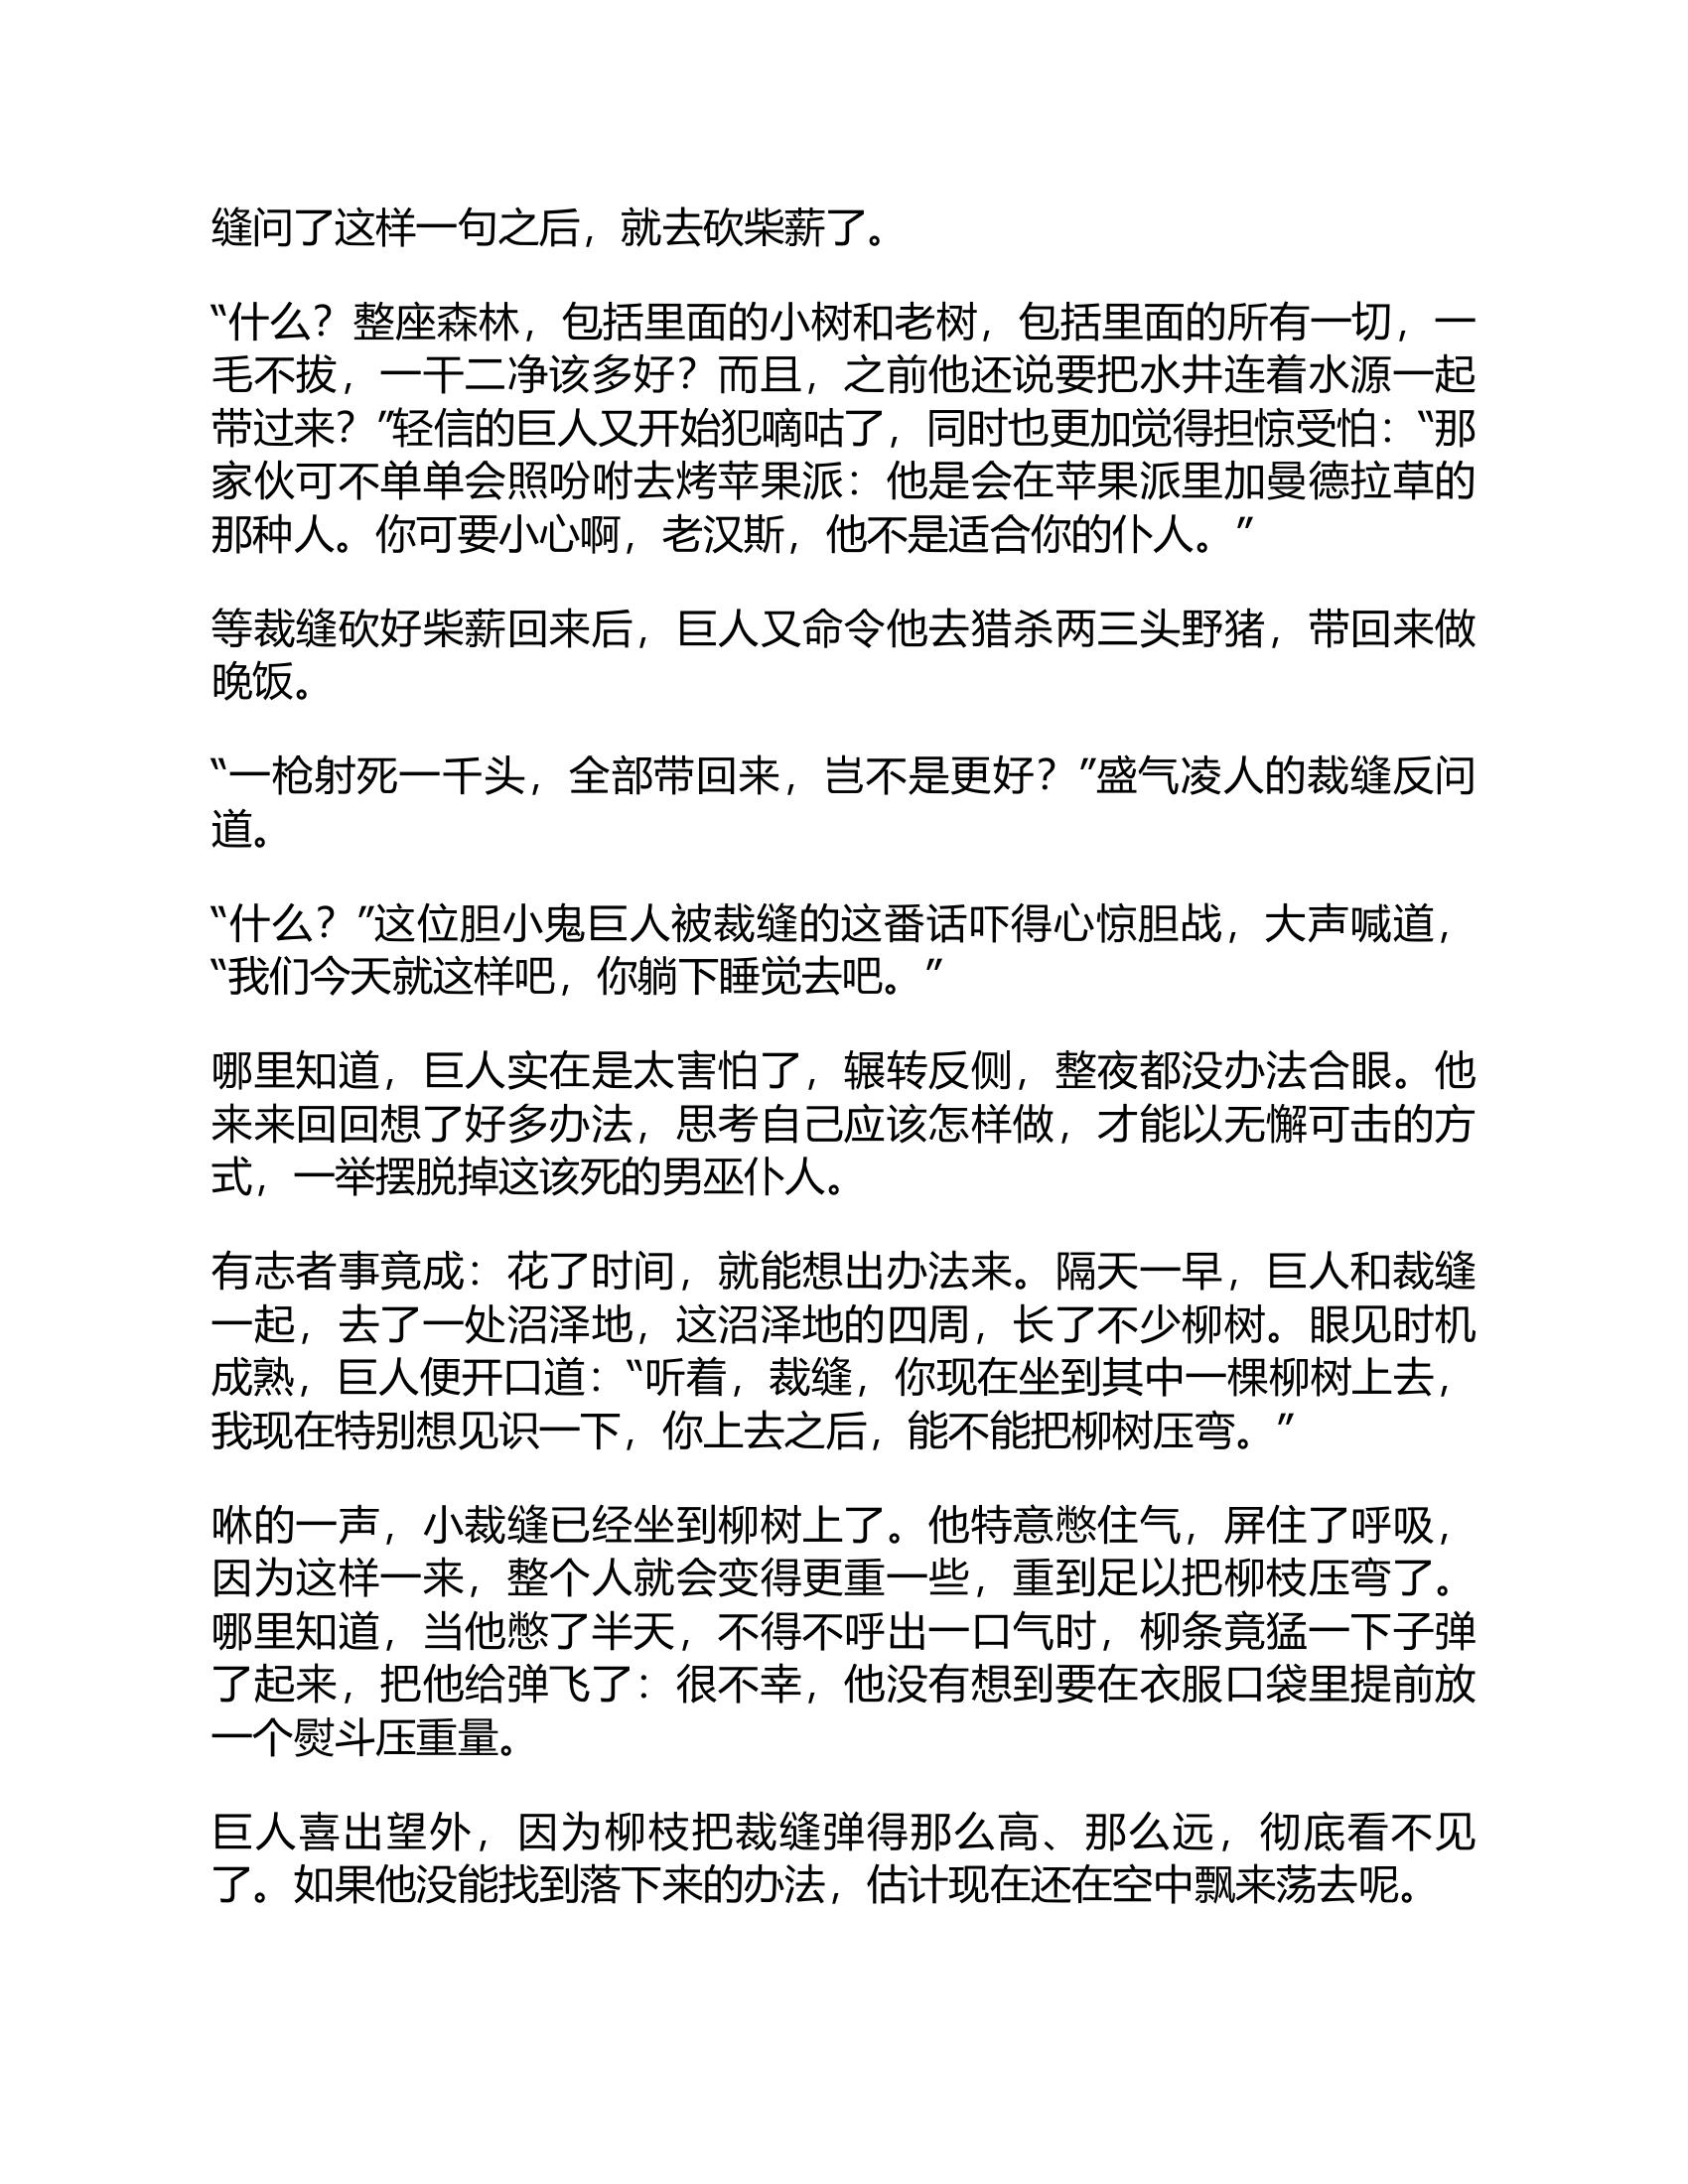 缝问了这样一句之后，就去砍柴薪了。
“什么？整座森林，包括里面的小树和老树，包括里面的所有一切，一
毛不拔，一干二净该多好？而且，之前他还说要把水井连着水源一起
带过来？”轻信的巨人又开始犯嘀咕了，同时也更加觉得担惊受怕：“那
家伙可不单单会照吩咐去烤苹果派：他是会在苹果派里加曼德拉草的
那种人。你可要小心啊，老汉斯，他不是适合你的仆人。”
等裁缝砍好柴薪回来后，巨人又命令他去猎杀两三头野猪，带回来做
晚饭。
“一枪射死一千头，全部带回来，岂不是更好？”盛气凌人的裁缝反问
道。
“什么？”这位胆小鬼巨人被裁缝的这番话吓得心惊胆战，大声喊道，
“我们今天就这样吧，你躺下睡觉去吧。”
哪里知道，巨人实在是太害怕了，辗转反侧，整夜都没办法合眼。他
来来回回想了好多办法，思考自己应该怎样做，才能以无懈可击的方
式，一举摆脱掉这该死的男巫仆人。
有志者事竟成：花了时间，就能想出办法来。隔天一早，巨人和裁缝
一起，去了一处沼泽地，这沼泽地的四周，长了不少柳树。眼见时机
成熟，巨人便开口道：“听着，裁缝，你现在坐到其中一棵柳树上去，
我现在特别想见识一下，你上去之后，能不能把柳树压弯。”
咻的一声，小裁缝已经坐到柳树上了。他特意憋住气，屏住了呼吸，
因为这样一来，整个人就会变得更重一些，重到足以把柳枝压弯了。
哪里知道，当他憋了半天，不得不呼出一口气时，柳条竟猛一下子弹
了起来，把他给弹飞了：很不幸，他没有想到要在衣服口袋里提前放
一个熨斗压重量。
巨人喜出望外，因为柳枝把裁缝弹得那么高、那么远，彻底看不见
了。如果他没能找到落下来的办法，估计现在还在空中飘来荡去呢。